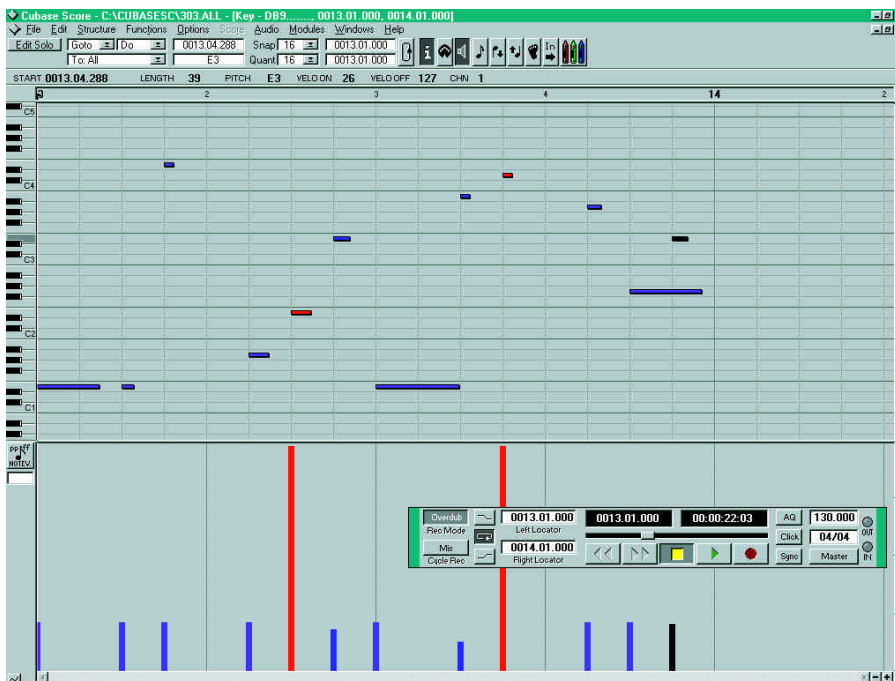 Cubase Score - C:\CUBASESC\303.ALL - [Key - DB9......., 0013.01.000, 0014.01.000]
File Edit Structure Functions Options Score Audio Modules Windows Help
Edit Solo Goto Do 0013.04.288 Snap 16 0013.01.000
To: All E3 Quant 16 0013.01.000
In
START 0013.04.288 LENGTH 39 PITCH E3 VELO ON 26 VELO OFF 127 CHN 1
2 3 4 14 2
C5
C4
C3
C2
C1
PP ff
NOTEV.
Overdub 0013.01.000 0013.01.000 00:00:22:03 AQ 130.000
Rec Mode Left Locator Click 04/04 OUT
Mix 0014.01.000 Sync Master IN
Cycle Rec Right Locator